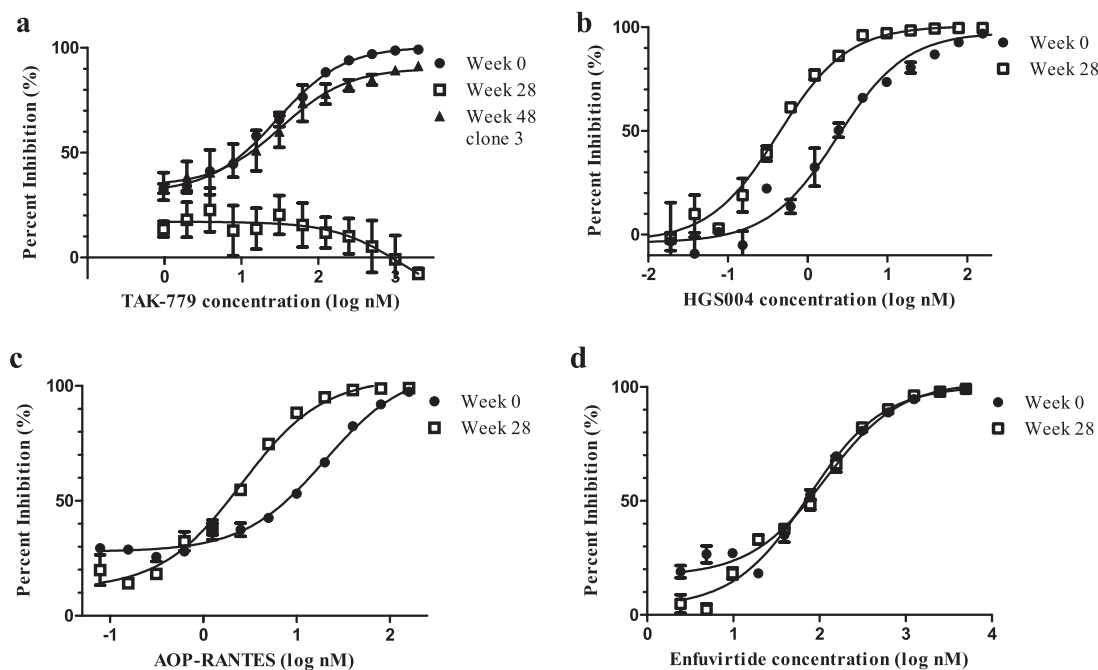 a
Percent Inhibition (%)
100
50
0
0
1
2
3
TAK-779 concentration (log nM)
Week 0
Week 28
Week 48
clone 3
b
Percent Inhibition (%)
100
50
0
-2
-1
0
1
2
HGS004 concentration (log nM)
Week 0
Week 28
c
Percent Inhibition (%)
100
50
0
-1
0
1
2
AOP-RANTES (log nM)
Week 0
Week 28
d
Percent Inhibition (%)
100
50
0
0
1
2
3
4
Enfuvirtide concentration (log nM)
Week 0
Week 28